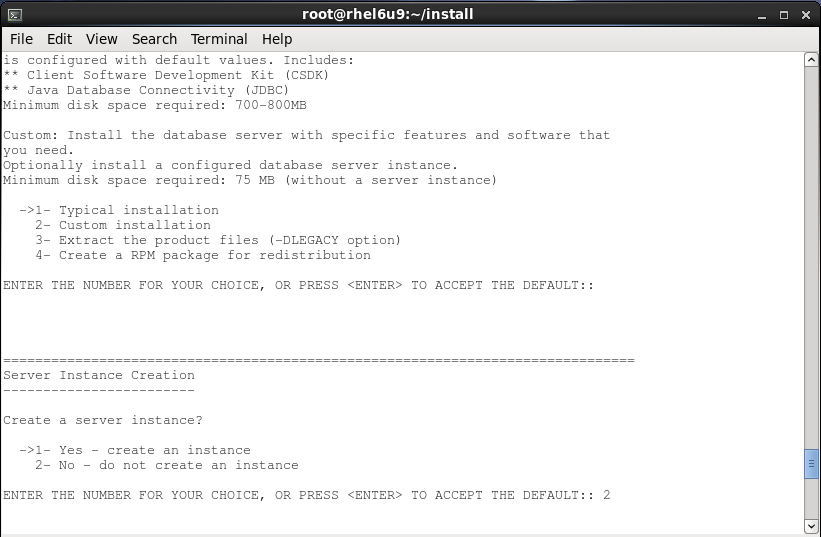 root@rhel6u9:~/install
File Edit View Search Terminal Help
is configured with default values. Includes:
** Client Software Development Kit (CSDK)
** Java Database Connectivity (JDBC)
Minimum disk space required: 700-800MB
Custom: Install the database server with specific features and software that
you need.
Optionally install a configured database server instance.
Minimum disk space required: 75 MB (without a server instance)
->1- Typical installation
2- Custom installation
3- Extract the product files (-DLEGACY option)
4- Create a RPM package for redistribution
ENTER THE NUMBER FOR YOUR CHOICE, OR PRESS <ENTER> TO ACCEPT THE DEFAULT::
===============================================================================
Server Instance Creation
------------------------
Create a server instance?
->1- Yes - create an instance
2- No - do not create an instance
ENTER THE NUMBER FOR YOUR CHOICE, OR PRESS <ENTER> TO ACCEPT THE DEFAULT:: 2